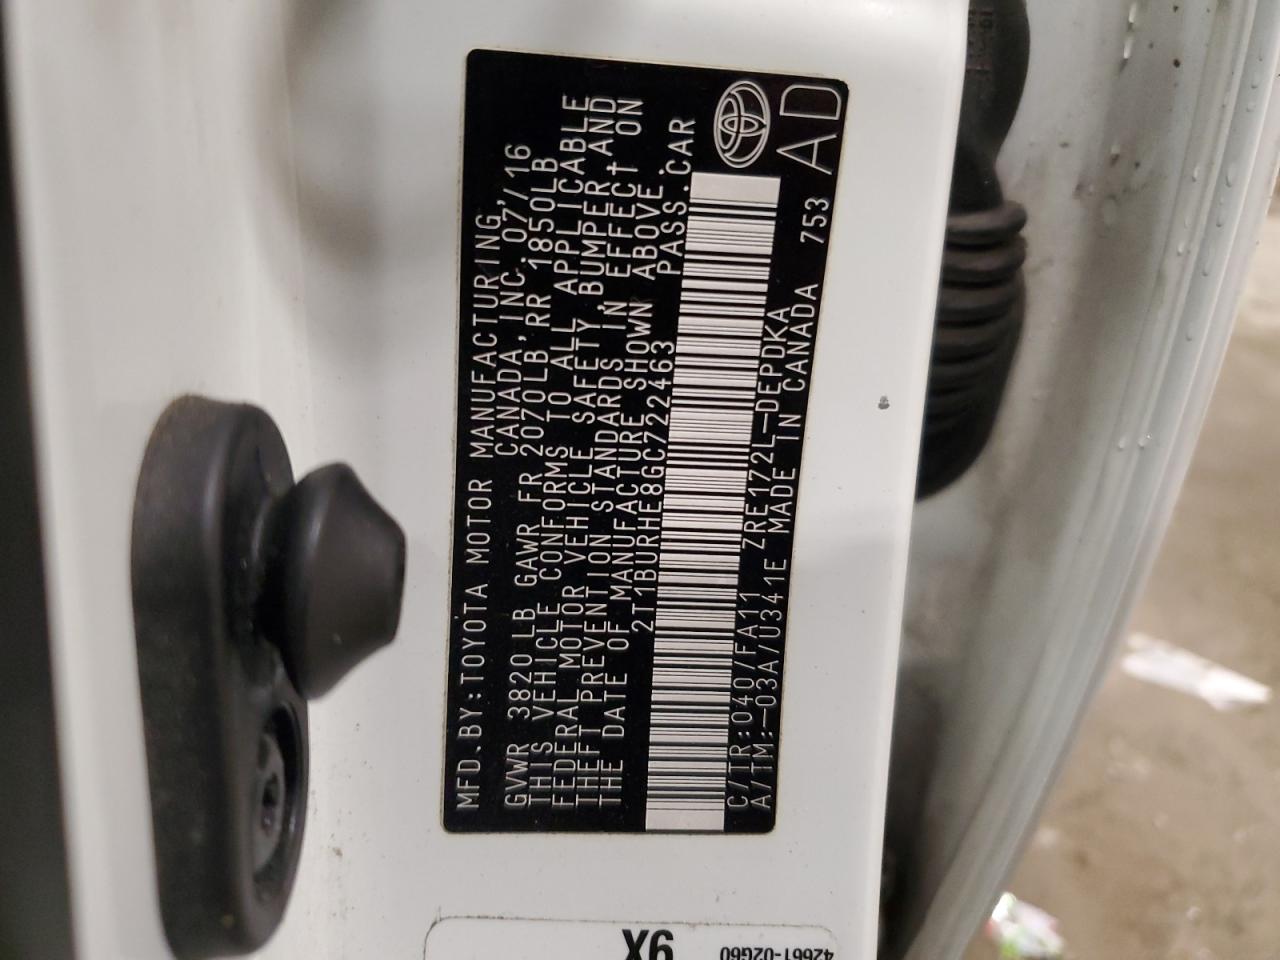 MFD.BY:TOYOTA MOTOR MANUFACTURING,
CANADA,INC.07/16
GVWR 3820LB GAWR FR 2070LB RR 1850LB
THIS VEHICLE CONFORMS TO ALL APPLICABLE
FEDERAL MOTOR VEHICLE SAFETY,BUMPER,AND
THEFT PREVENTION STANDARDS IN EFFECT ON
THE DATE OF MANUFACTURE SHOWN ABOVE.
2T1BURHE8GC722463 PASS.CAR
C/TR:040/FA11 ZRE172L-DEPDKA
A/TM:-03A/U341E MADE IN CANADA 753
AD
9X
42661-02G60